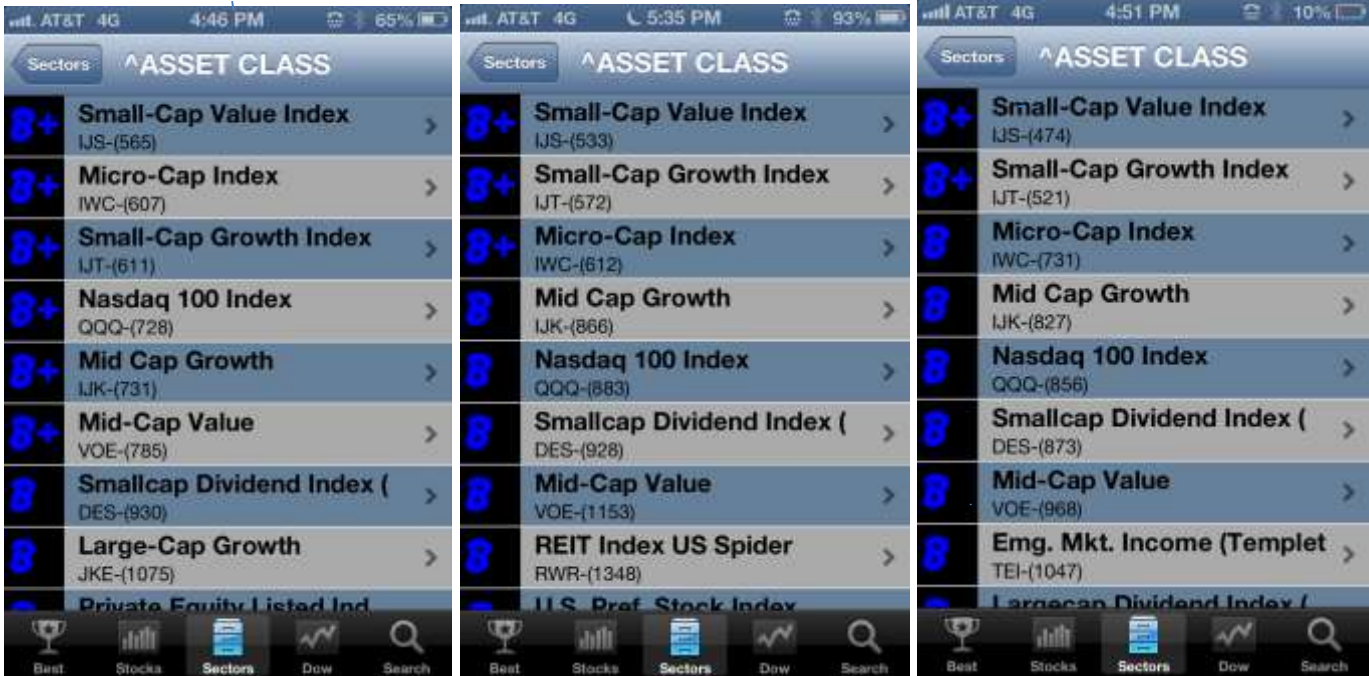 AT&T 4G 4:46 PM 65%
Sectors ^ASSET CLASS
8+ Small-Cap Value Index
IJS-(565)
8+ Micro-Cap Index
IWC-(607)
8+ Small-Cap Growth Index
IJT-(611)
8+ Nasdaq 100 Index
QQQ-(728)
8+ Mid Cap Growth
IJK-(731)
8+ Mid-Cap Value
VOE-(785)
8 Smallcap Dividend Index (
DES-(930)
8 Large-Cap Growth
JKE-(1075)
Private Equity Listed Ind
Best Stocks Sectors Dow Search
AT&T 4G 5:35 PM 93%
Sectors ^ASSET CLASS
8+ Small-Cap Value Index
IJS-(533)
8+ Small-Cap Growth Index
IJT-(572)
8+ Micro-Cap Index
IWC-(612)
8 Mid Cap Growth
IJK-(866)
8 Nasdaq 100 Index
QQQ-(883)
8 Smallcap Dividend Index (
DES-(928)
8 Mid-Cap Value
VOE-(1153)
8 REIT Index US Spider
RWR-(1348)
U.S. Pref. Stock Index
Best Stocks Sectors Dow Search
AT&T 4G 4:51 PM 10%
Sectors ^ASSET CLASS
8+ Small-Cap Value Index
IJS-(474)
8+ Small-Cap Growth Index
IJT-(521)
8 Micro-Cap Index
IWC-(731)
8 Mid Cap Growth
IJK-(827)
8 Nasdaq 100 Index
QQQ-(856)
8 Smallcap Dividend Index (
DES-(873)
8 Mid-Cap Value
VOE-(968)
8 Emg. Mkt. Income (Templet
TEI-(1047)
Largecap Dividend Index (
Best Stocks Sectors Dow Search